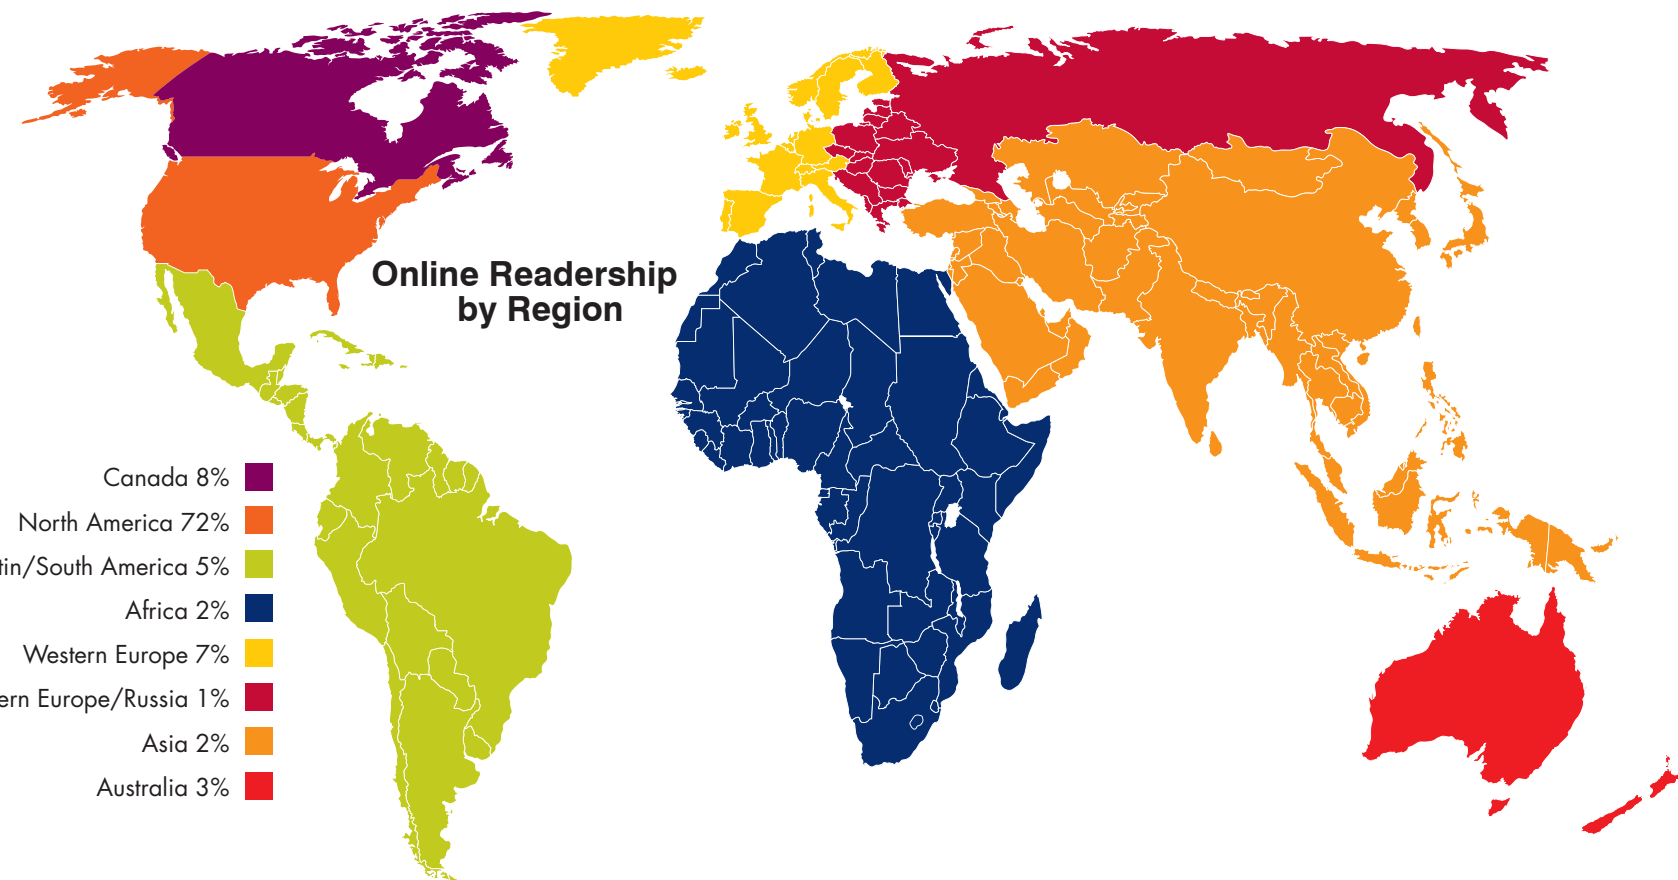 Online Readership
by Region
Canada 8%
North America 72%
tin/South America 5%
Africa 2%
Western Europe 7%
ern Europe/Russia 1%
Asia 2%
Australia 3%